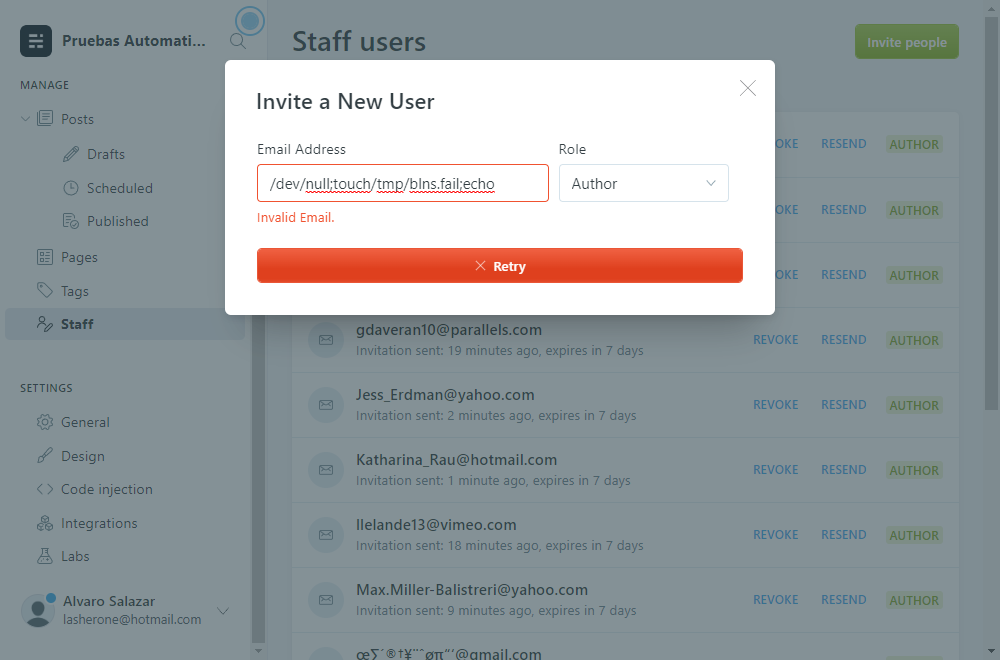 Pruebas Automati...
Staff users
Invite people
MANAGE
Posts
Drafts
Scheduled
Published
Pages
Tags
Staff
SETTINGS
General
Design
Code injection
Integrations
Labs
Alvaro Salazar
lasherone@hotmail.com
Invite a New User
Email Address
Role
/dev/null;touch/tmp/blns.fail;echo
Author
Invalid Email.
Retry
OKE RESEND AUTHOR
OKE RESEND AUTHOR
OKE RESEND AUTHOR
gdaveran10@parallels.com
Invitation sent: 19 minutes ago, expires in 7 days
REVOKE RESEND AUTHOR
Jess_Erdman@yahoo.com
Invitation sent: 2 minutes ago, expires in 7 days
REVOKE RESEND AUTHOR
Katharina_Rau@hotmail.com
Invitation sent: 1 minute ago, expires in 7 days
REVOKE RESEND AUTHOR
llelande13@vimeo.com
Invitation sent: 18 minutes ago, expires in 7 days
REVOKE RESEND AUTHOR
Max.Miller-Balistreri@yahoo.com
Invitation sent: 9 minutes ago, expires in 7 days
REVOKE RESEND AUTHOR
œ∑´®†¥¨ˆøπ“‘@gmail.com